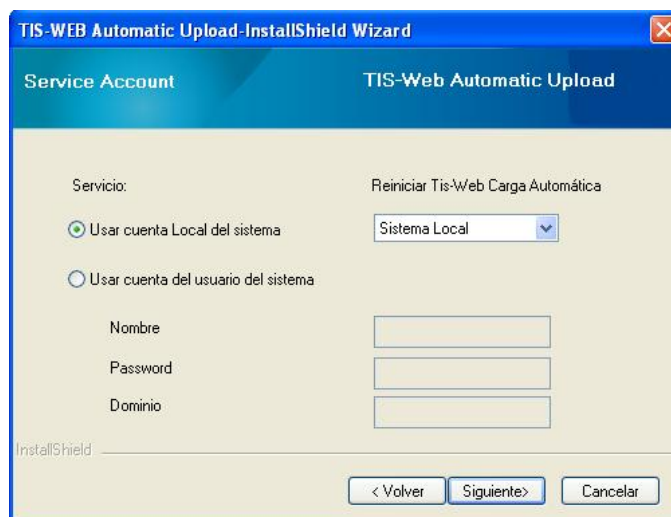 TIS-WEB Automatic Upload-InstallShield Wizard
Service Account TIS-Web Automatic Upload
Servicio: Reiniciar Tis-Web Carga Automática
Usar cuenta Local del sistema Sistema Local
Usar cuenta del usuario del sistema
Nombre
Password
Dominio
InstallShield
< Volver Siguiente> Cancelar